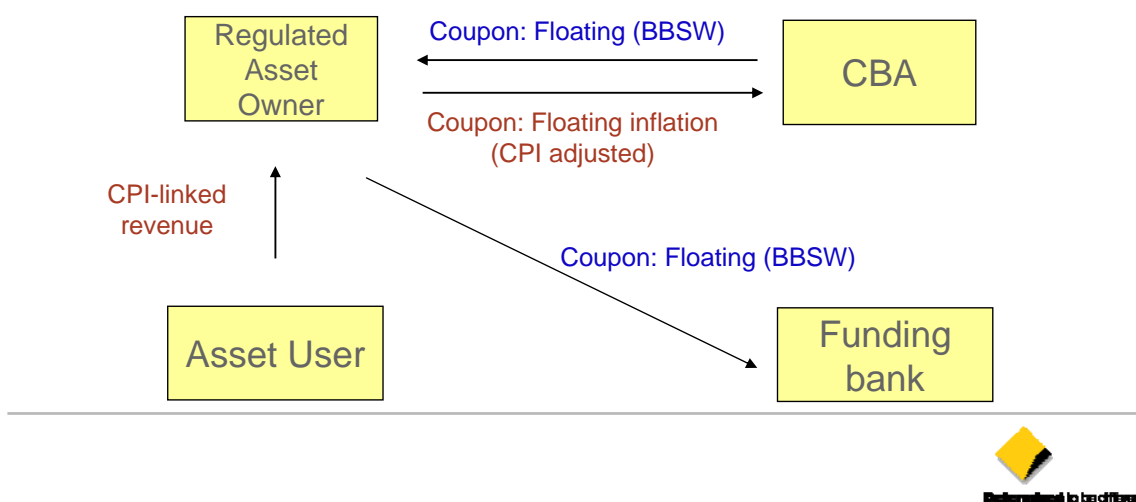 Regulated
Asset
Owner
Coupon: Floating (BBSW)
CBA
Coupon: Floating inflation
(CPI adjusted)
CPI-linked
revenue
Coupon: Floating (BBSW)
Asset User
Funding
bank